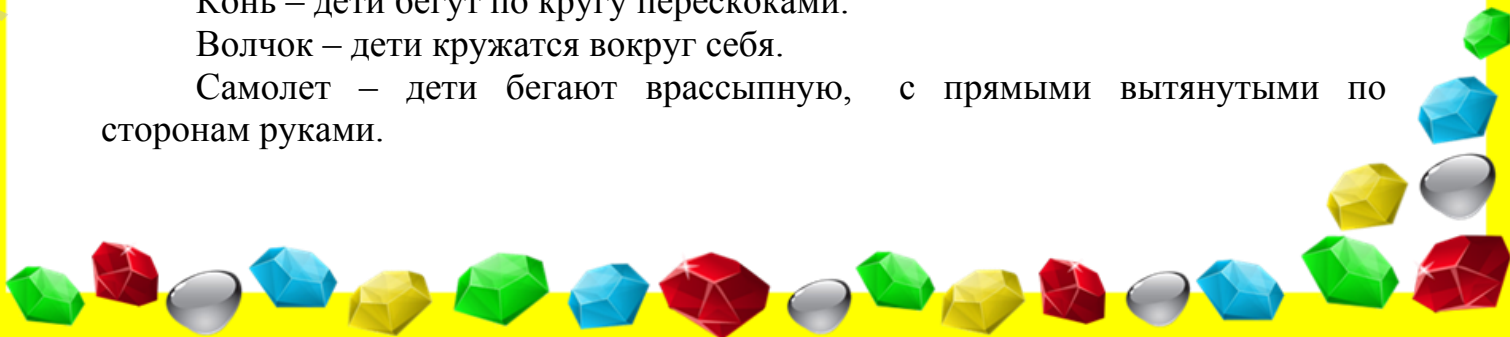 Конь – дети бегут по кругу перескоками.
Волчок – дети кружатся вокруг себя.
Самолет – дети бегают врассыпную, с прямыми вытянутыми по
сторонам руками.